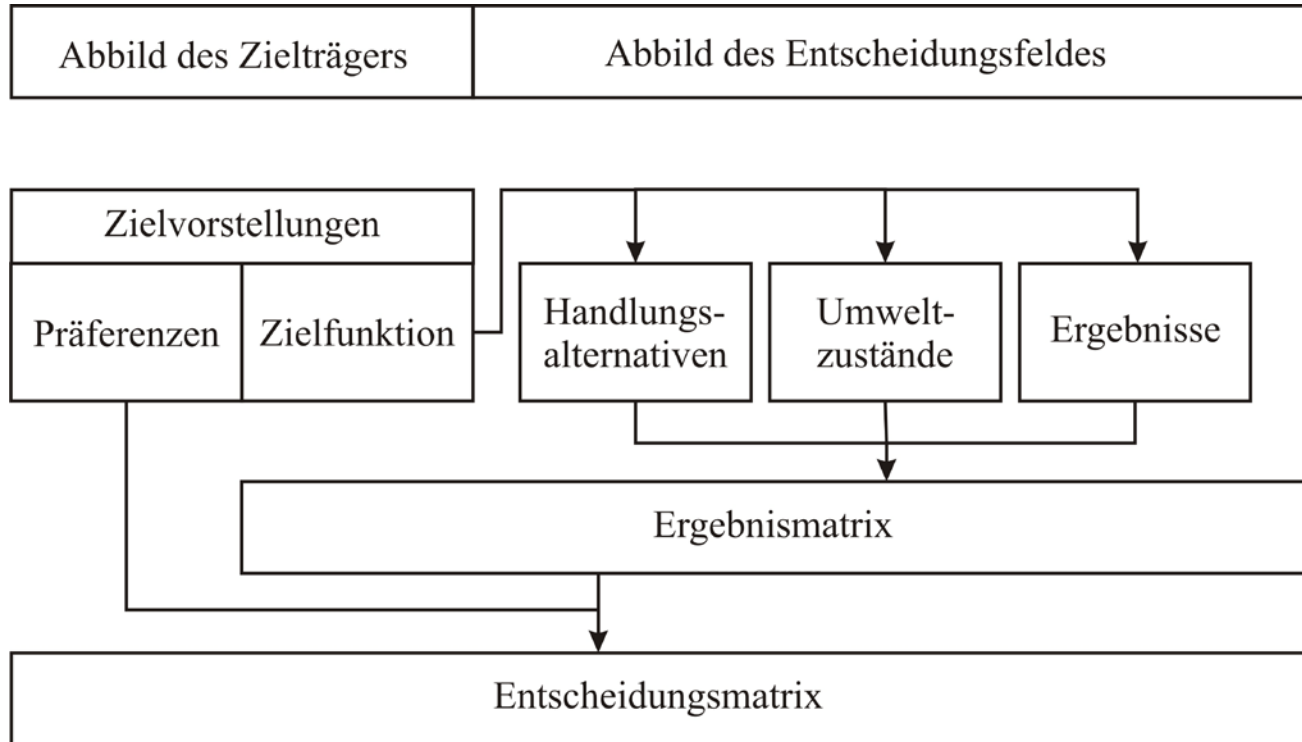 Abbild des Zielträgers
Abbild des Entscheidungsfeldes
Zielvorstellungen
Präferenzen
Zielfunktion
Handlungs-
alternativen
Umwelt-
zustände
Ergebnisse
Ergebnismatrix
Entscheidungsmatrix